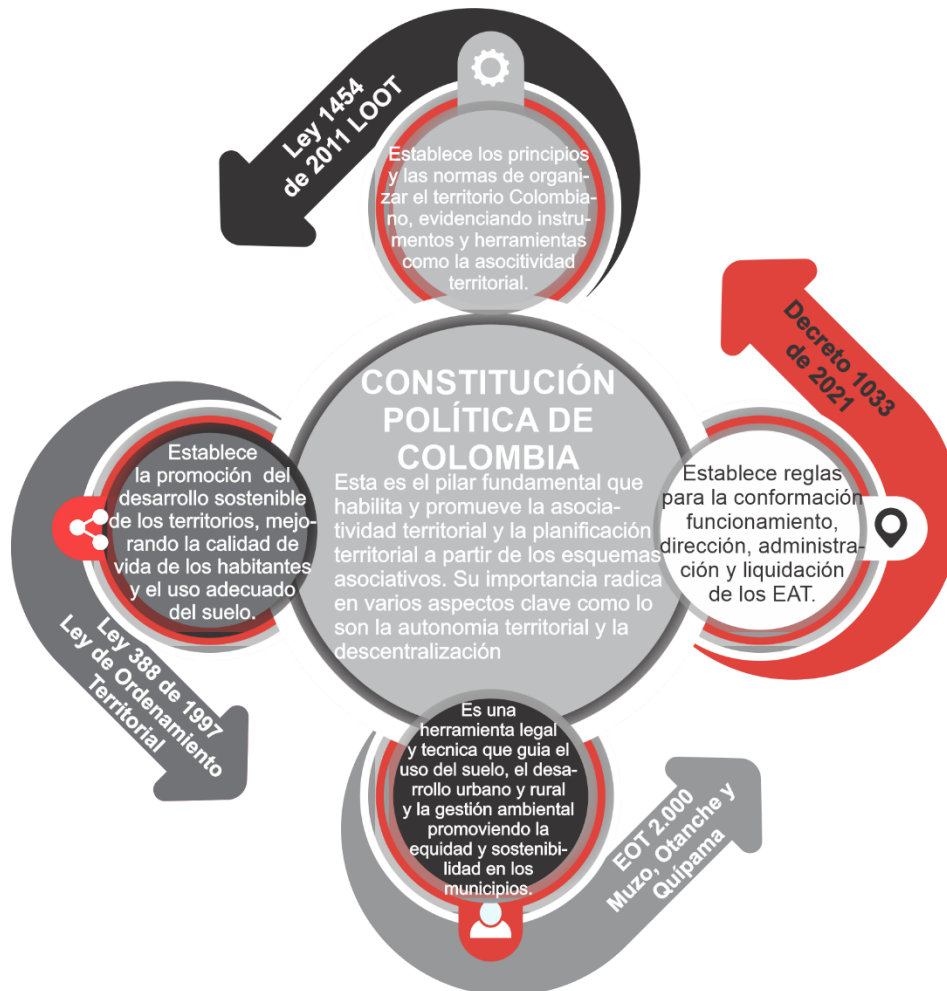 Ley 1454
de 2011 LOOT
Establece los principios
y las normas de organi-
zar el territorio Colombia-
no, evidenciando instru-
mentos y herramientas
como la asocitividad
territorial.
Decreto 1033
de 2021
CONSTITUCIÓN
POLÍTICA DE
COLOMBIA
Esta es el pilar fundamental que
habilita y promueve la asocia-
tividad territorial y la planificación
territorial a partir de los esquemas
asociativos. Su importancia radica
en varios aspectos clave como lo
son la autonomia territorial y la
descentralización
Establece
la promoción del
desarrollo sostenible
de los territorios, mejo-
rando la calidad de
vida de los habitantes
y el uso adecuado
del suelo.
Establece reglas
para la conformación
funcionamiento,
dirección, administra-
ción y liquidación
de los EAT.
Ley 388 de 1997
Ley de Ordenamiento
Territorial
Es una
herramienta legal
y tecnica que guia el
uso del suelo, el desa-
rrollo urbano y rural
y la gestión ambiental
promoviendo la
equidad y sostenibi-
lidad en los
municipios.
EOT 2.000
Muzo, Otanche y
Quipama